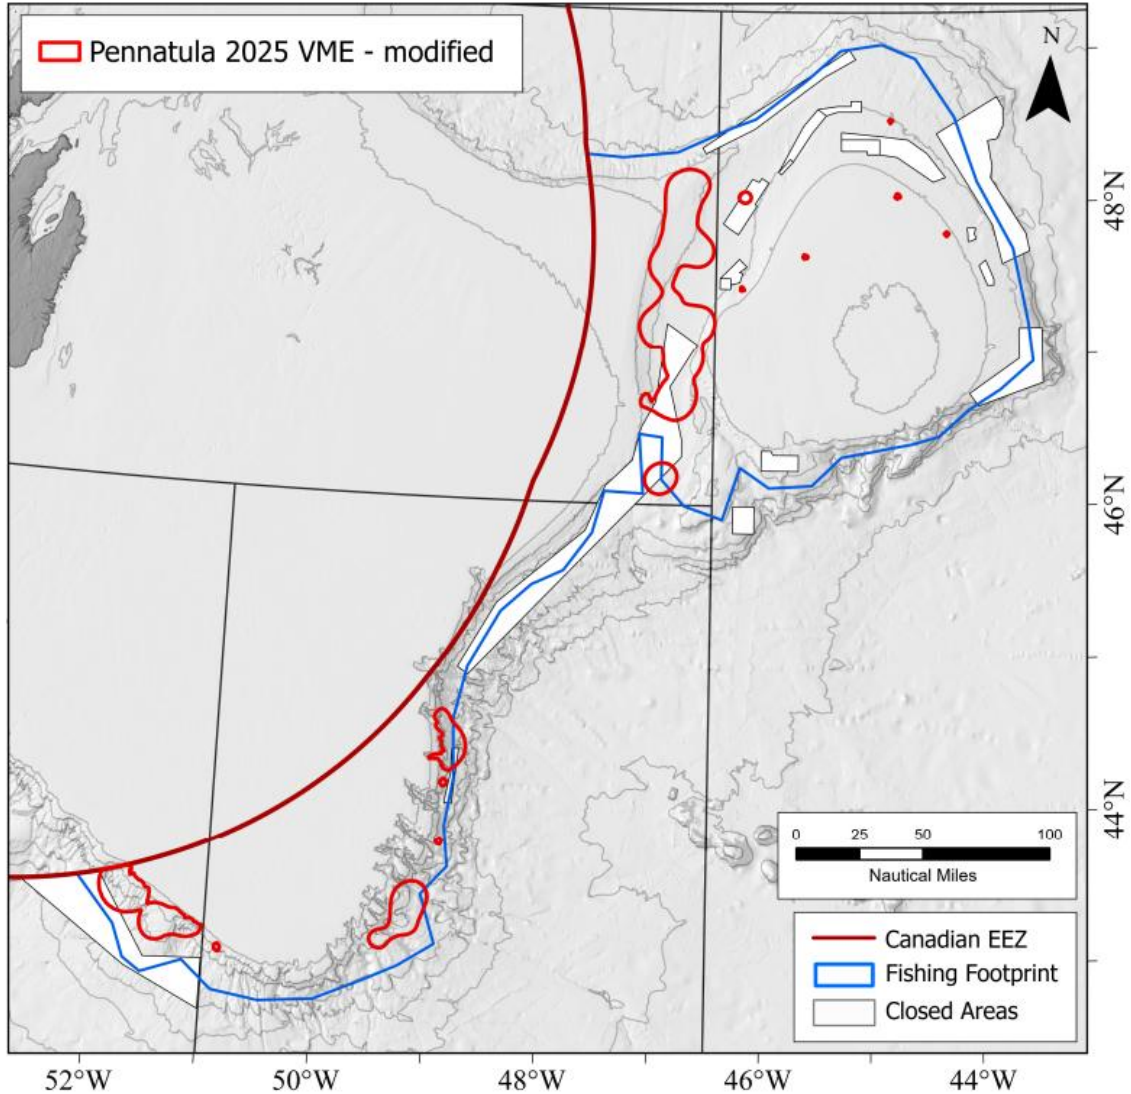 Pennatula 2025 VME - modified
N
48°N
46°N
44°N
0 25 50 100
Nautical Miles
Canadian EEZ
Fishing Footprint
Closed Areas
52°W 50°W 48°W 46°W 44°W